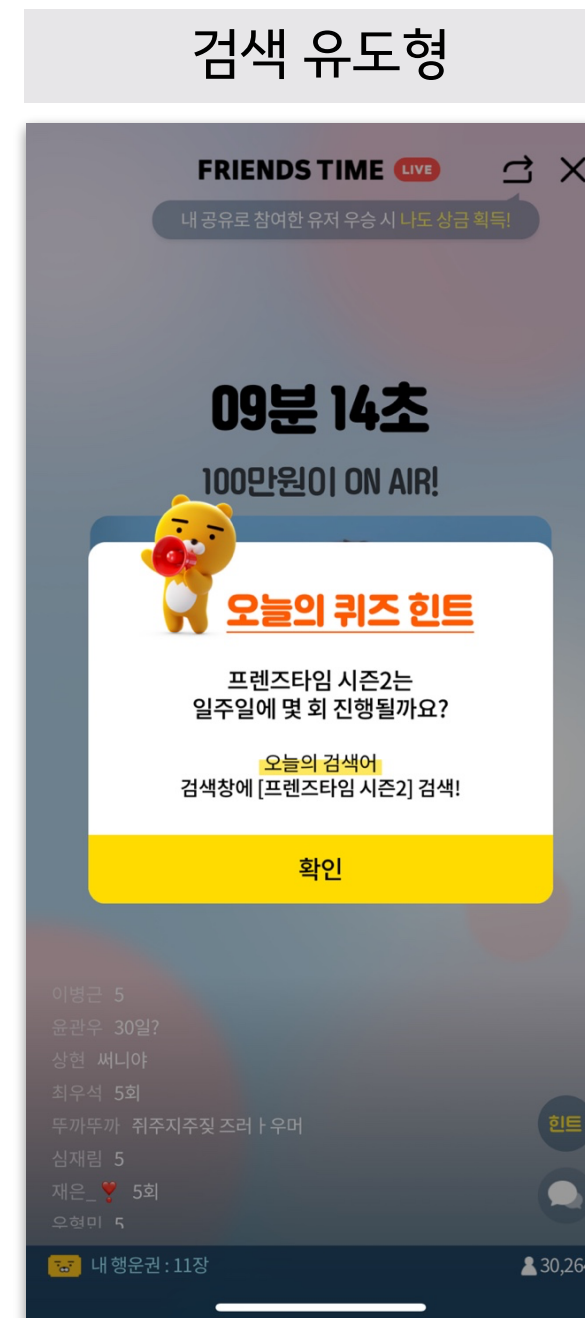 검색 유도형
FRIENDS TIME LIVE
내 공유로 참여한 유저 우승 시 나도 상금 획득!
09분 14초
100만원이 ON AIR!
오늘의 퀴즈 힌트
프렌즈타임 시즌2는
일주일에 몇 회 진행될까요?
오늘의 검색어
검색창에 [프렌즈타임 시즌2] 검색!
확인
이병근 5
윤관우 30일?
상현 써니야
최우석 5회
뚜까뚜까 쥐주지주짖 즈러ㅏ우머
힌트
심재림 5
재은_❣️ 5회
우형민 5
내 행운권 : 11장
30,26